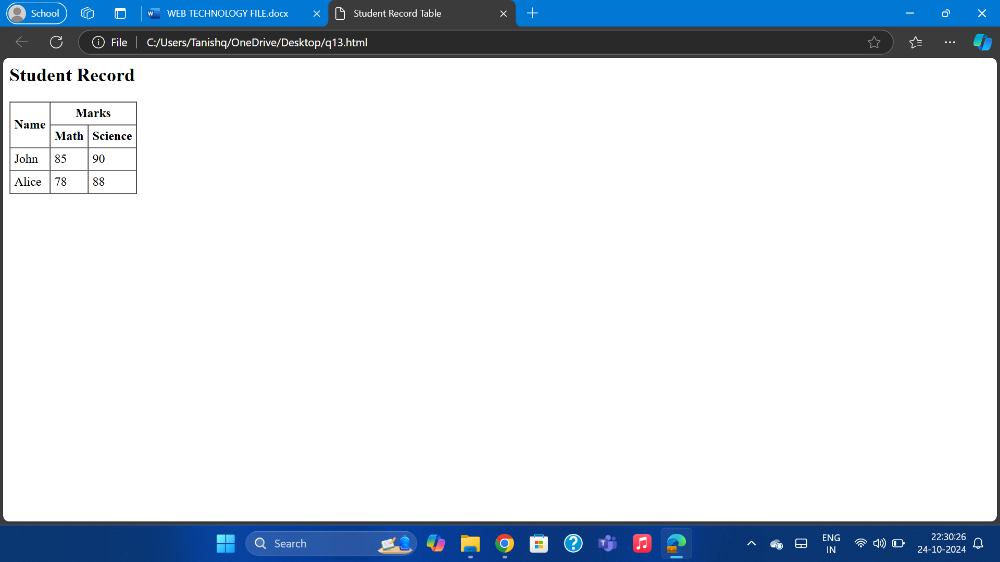 School
WEB TECHNOLOGY FILE.docx
Student Record Table
File
C:/Users/Tanishq/OneDrive/Desktop/q13.html
Student Record
Name Marks
Math Science
John 85 90
Alice 78 88
Search
ENG
IN
22:30:26
24-10-2024